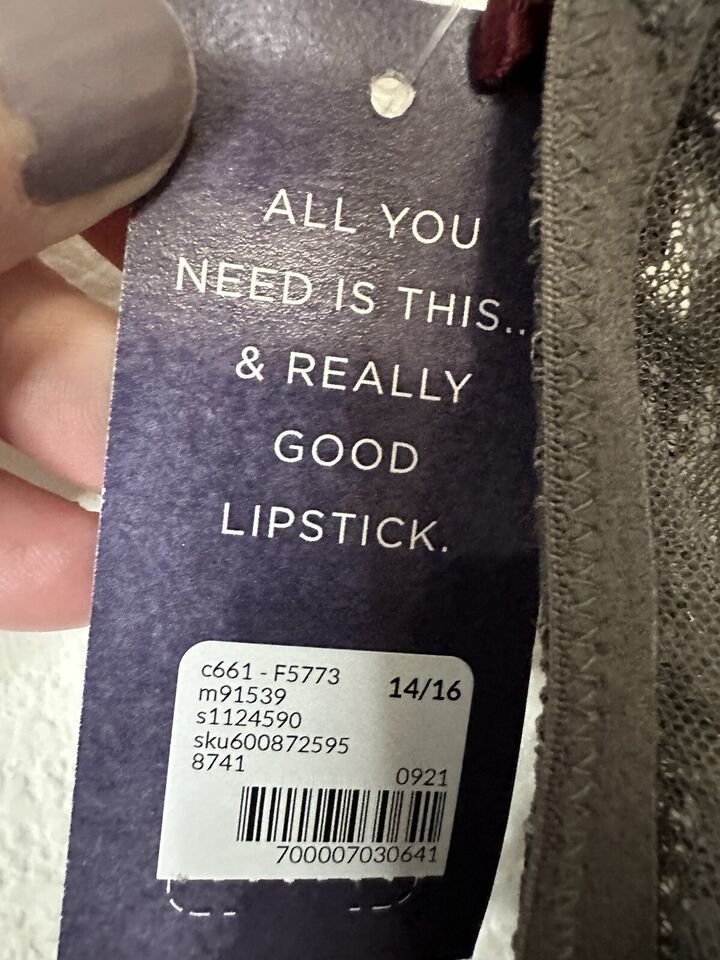 ALL YOU
NEED IS THIS..
& REALLY
GOOD
LIPSTICK.
c661 - F5773
14/16
m91539
s1124590
sku600872595
8741
0921
700007030641